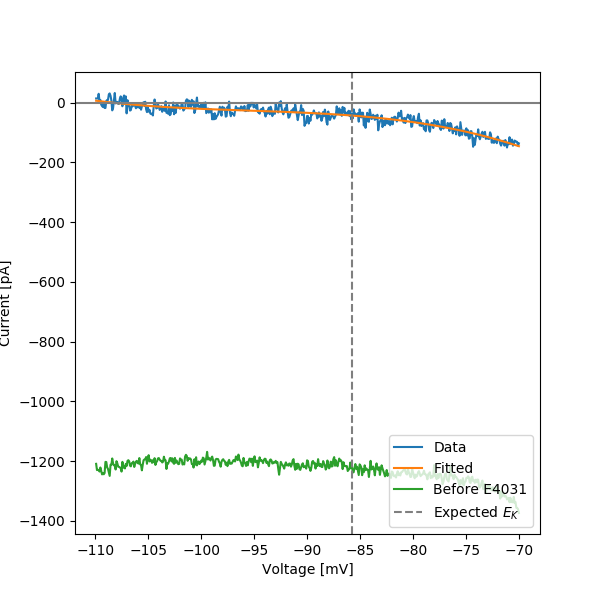 0
−200
−400
−600
−800
−1000
−1200
−1400
Current [pA]
Data
Fitted
Before E4031
Expected E_K
−110 −105 −100 −95 −90 −85 −80 −75 −70
Voltage [mV]